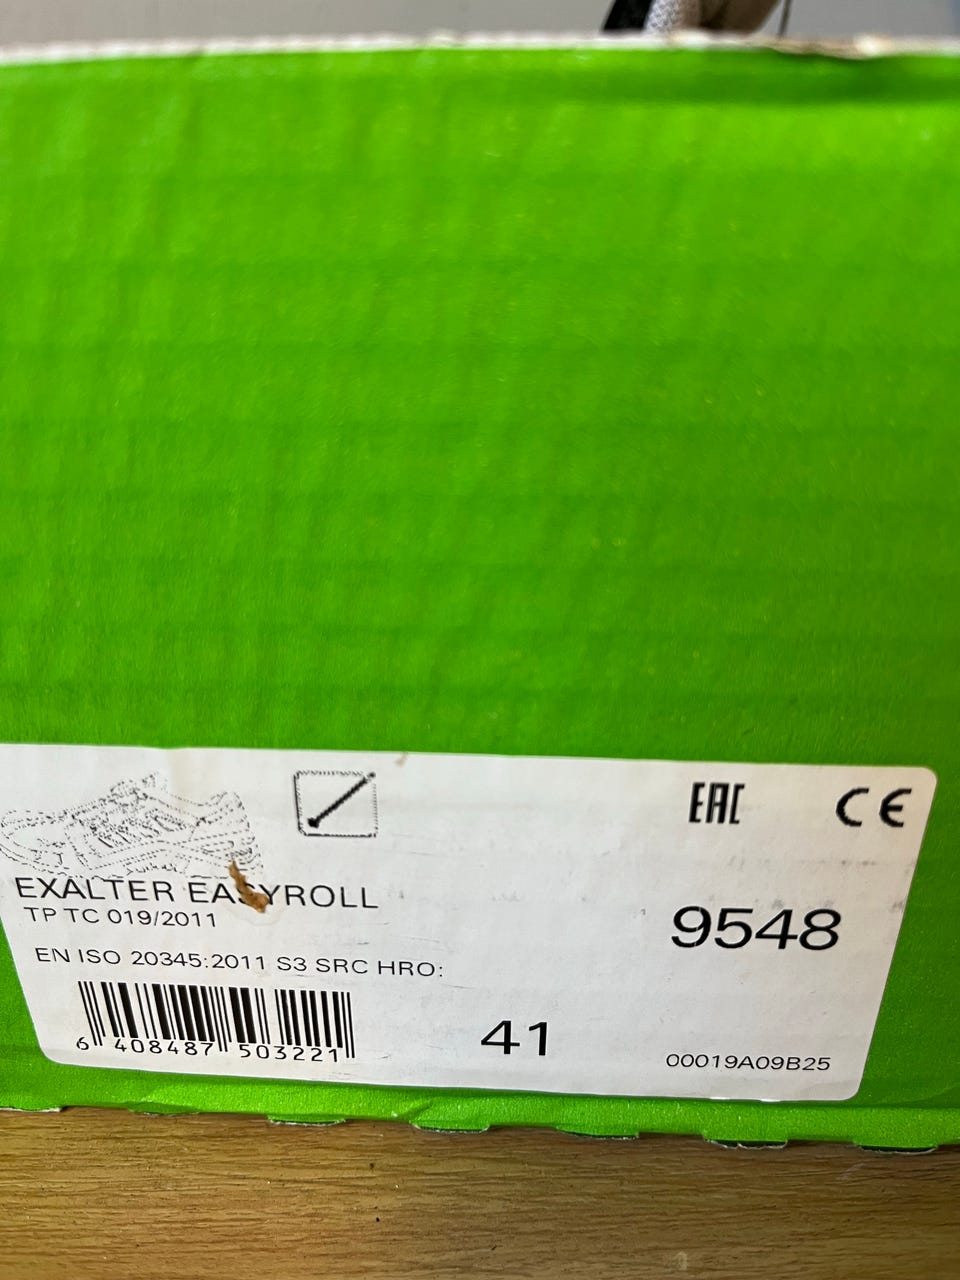 EAC CE
EXALTER EASYROLL
TP TC 019/2011
9548
EN ISO 20345:2011 S3 SRC HRO:
41
6 408487 503221
00019A09B25